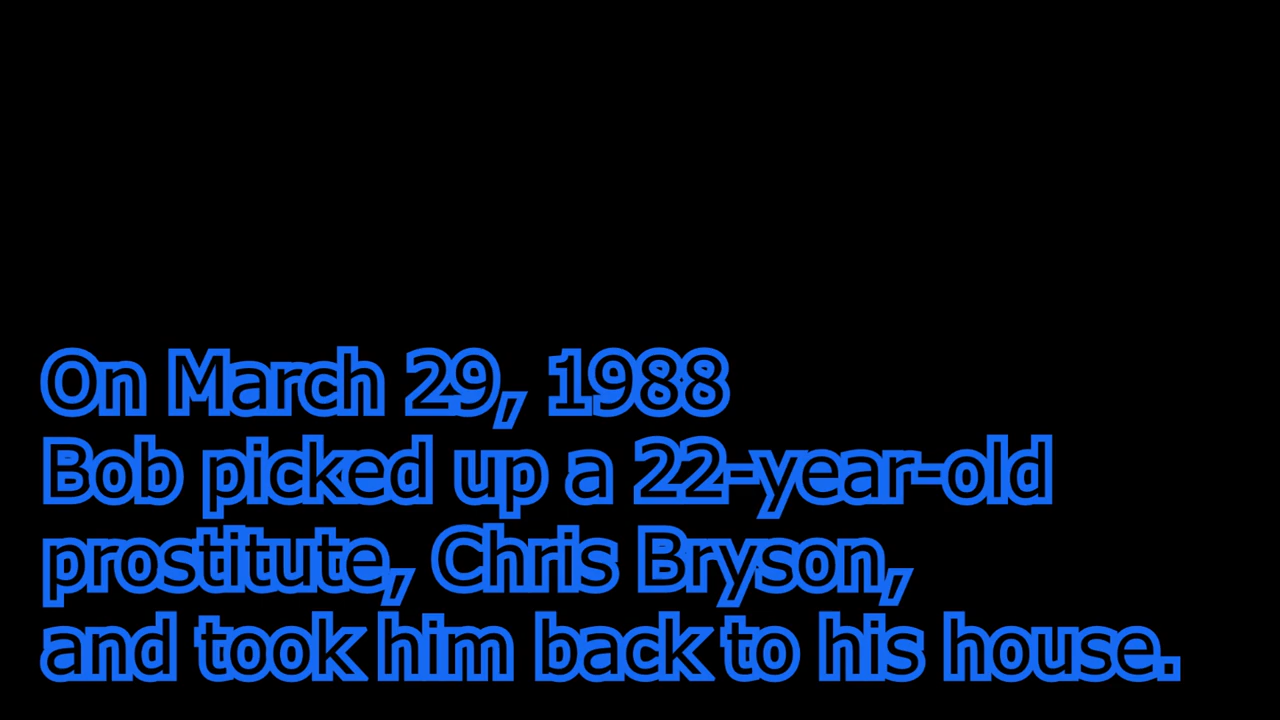 On March 29, 1988
Bob picked up a 22-year-old
prostitute, Chris Bryson,
and took him back to his house.